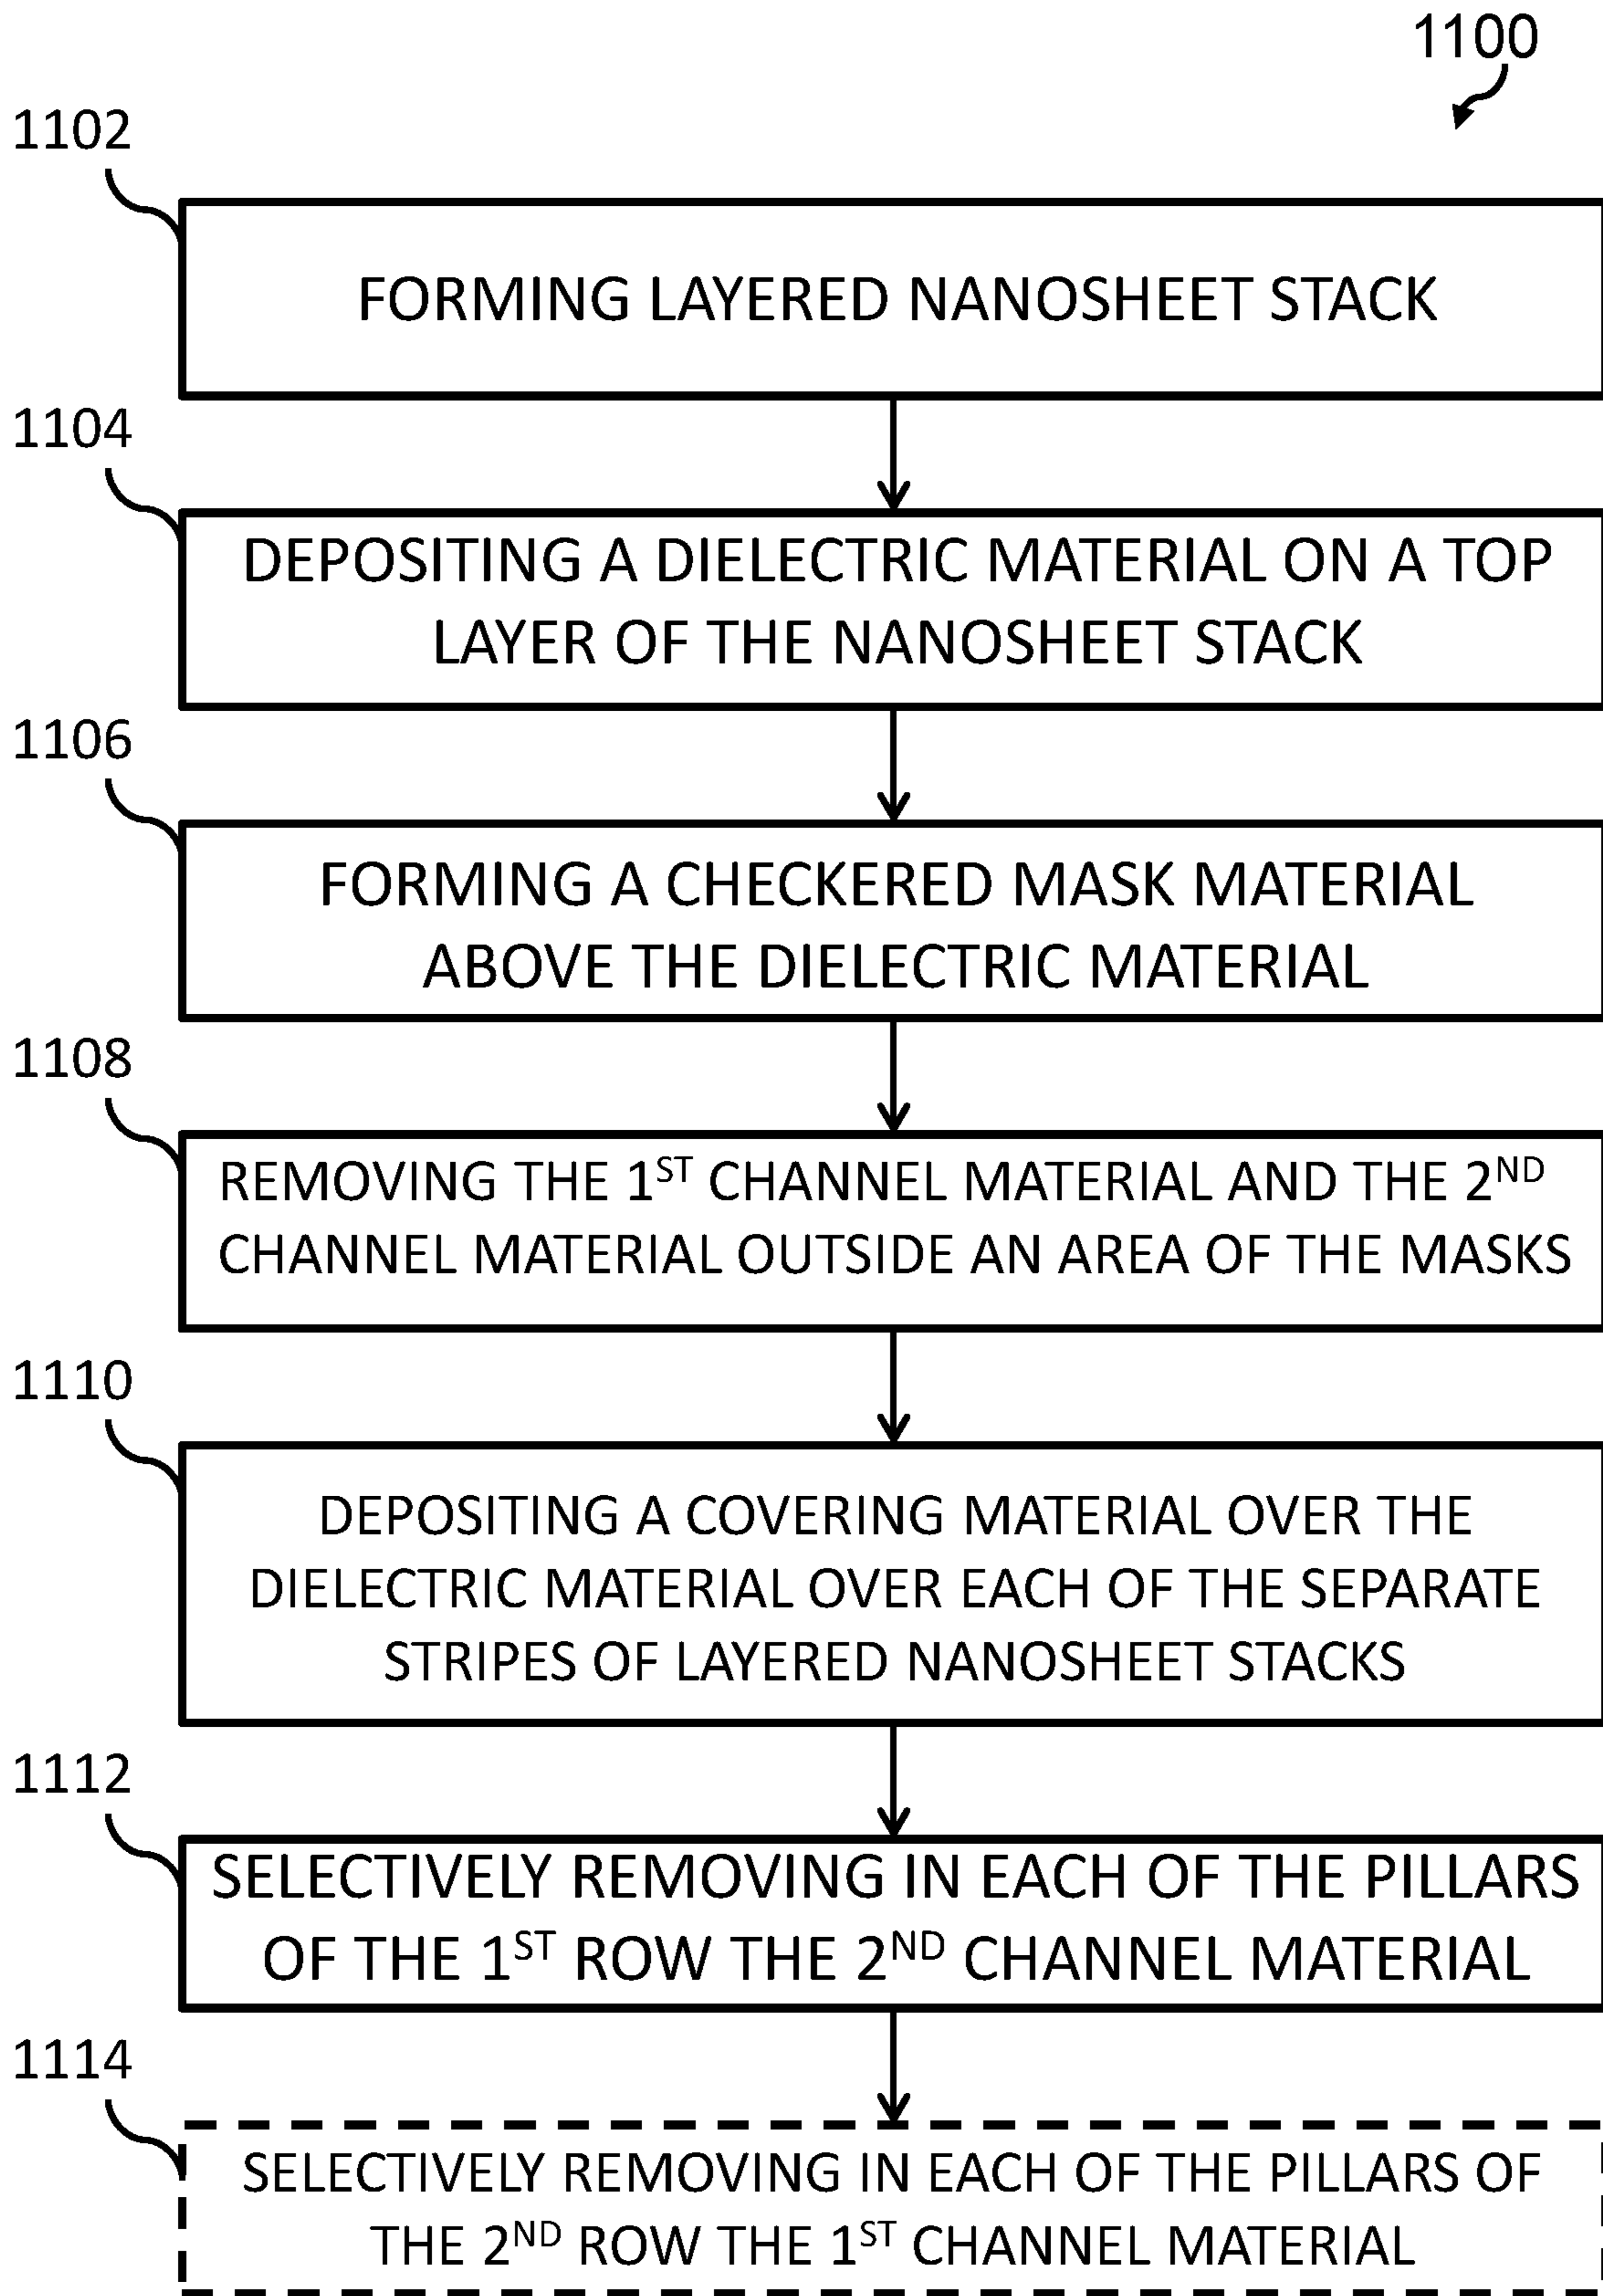 1100
1102
FORMING LAYERED NANOSHEET STACK
1104
DEPOSITING A DIELECTRIC MATERIAL ON A TOP
LAYER OF THE NANOSHEET STACK
1106
FORMING A CHECKERED MASK MATERIAL
ABOVE THE DIELECTRIC MATERIAL
1108
REMOVING THE 1ST CHANNEL MATERIAL AND THE 2ND
CHANNEL MATERIAL OUTSIDE AN AREA OF THE MASKS
1110
DEPOSITING A COVERING MATERIAL OVER THE
DIELECTRIC MATERIAL OVER EACH OF THE SEPARATE
STRIPES OF LAYERED NANOSHEET STACKS
1112
SELECTIVELY REMOVING IN EACH OF THE PILLARS
OF THE 1ST ROW THE 2ND CHANNEL MATERIAL
1114
SELECTIVELY REMOVING IN EACH OF THE PILLARS OF
THE 2ND ROW THE 1ST CHANNEL MATERIAL